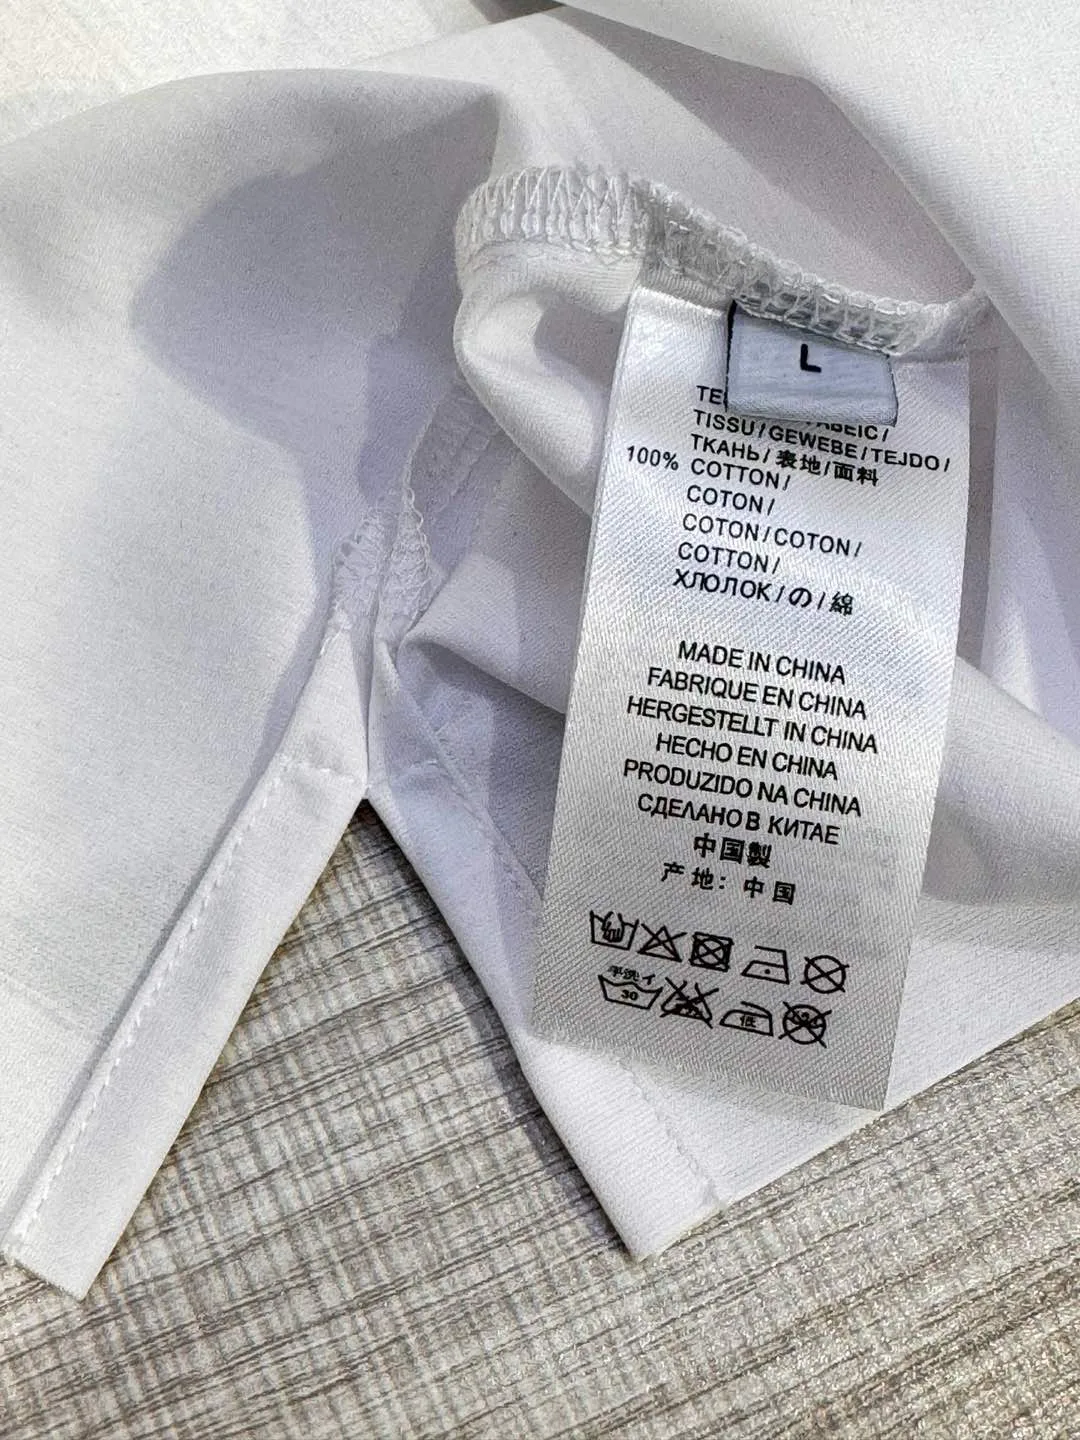 L
TISSU/GEWEBE/TEJDO/
ТКАНЬ/表地/面料
100% COTTON/
COTON/
COTON/COTON/
COTTON/
ХЛОЛОК/の/綿
MADE IN CHINA
FABRIQUE EN CHINA
HERGESTELLT IN CHINA
HECHO EN CHINA
PRODUZIDO NA CHINA
СДЕЛАНО В КИТАЕ
中国製
产地：中国
手洗イ
30
低